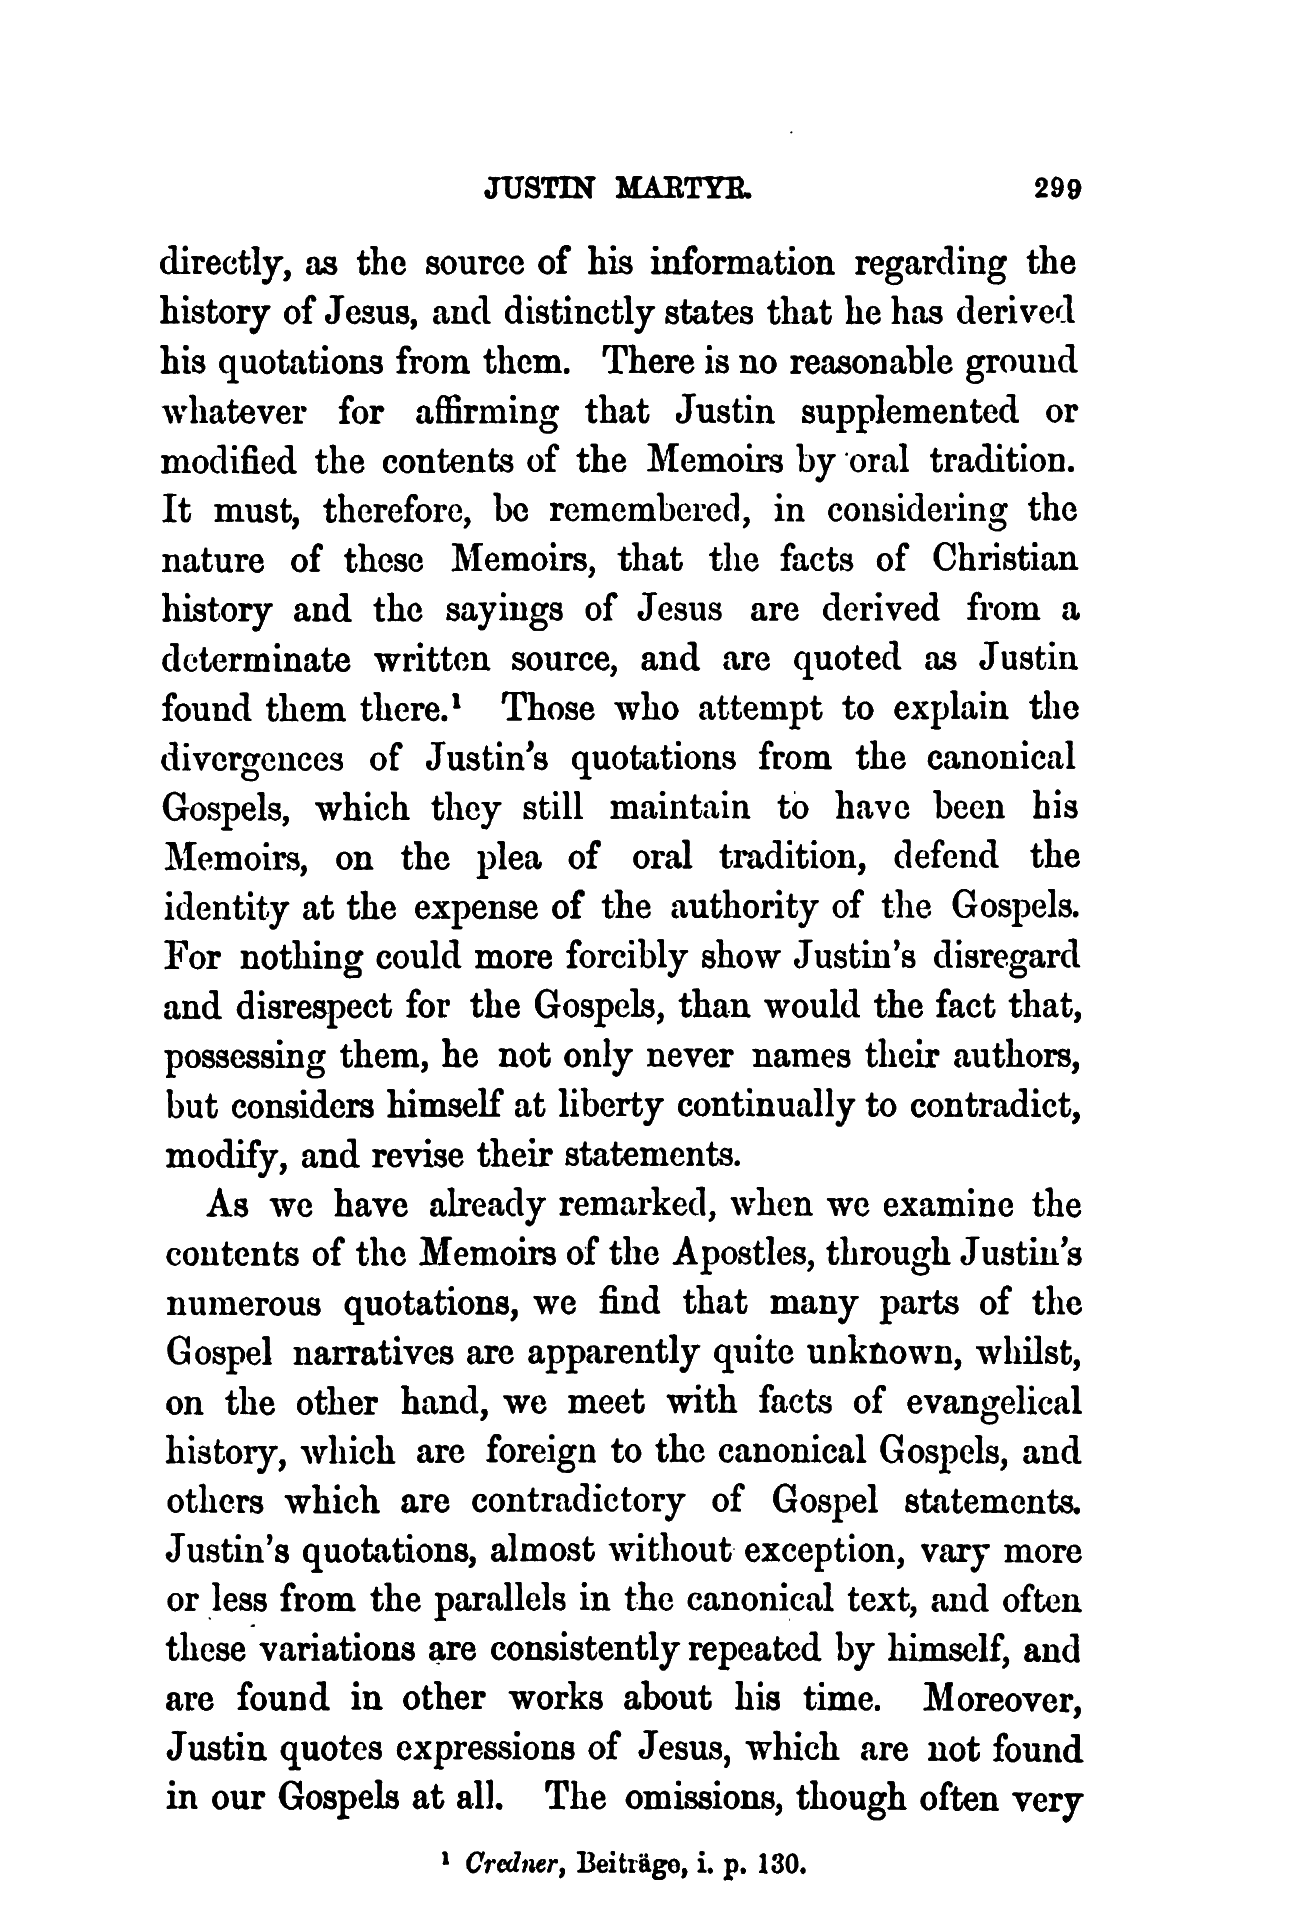 JUSTIN MARTYR. 299
directly, as the source of his information regarding the
history of Jesus, and distinctly states that he has derived
his quotations from them. There is no reasonable ground
whatever for affirming that Justin supplemented or
modified the contents of the Memoirs by oral tradition.
It must, therefore, be remembered, in considering the
nature of these Memoirs, that the facts of Christian
history and the sayings of Jesus are derived from a
determinate written source, and are quoted as Justin
found them there.¹ Those who attempt to explain the
divergences of Justin's quotations from the canonical
Gospels, which they still maintain to have been his
Memoirs, on the plea of oral tradition, defend the
identity at the expense of the authority of the Gospels.
For nothing could more forcibly show Justin's disregard
and disrespect for the Gospels, than would the fact that,
possessing them, he not only never names their authors,
but considers himself at liberty continually to contradict,
modify, and revise their statements.
As we have already remarked, when we examine the
contents of the Memoirs of the Apostles, through Justin's
numerous quotations, we find that many parts of the
Gospel narratives are apparently quite unknown, whilst,
on the other hand, we meet with facts of evangelical
history, which are foreign to the canonical Gospels, and
others which are contradictory of Gospel statements.
Justin's quotations, almost without exception, vary more
or less from the parallels in the canonical text, and often
these variations are consistently repeated by himself, and
are found in other works about his time. Moreover,
Justin quotes expressions of Jesus, which are not found
in our Gospels at all. The omissions, though often very
¹ Credner, Beiträge, i. p. 130.